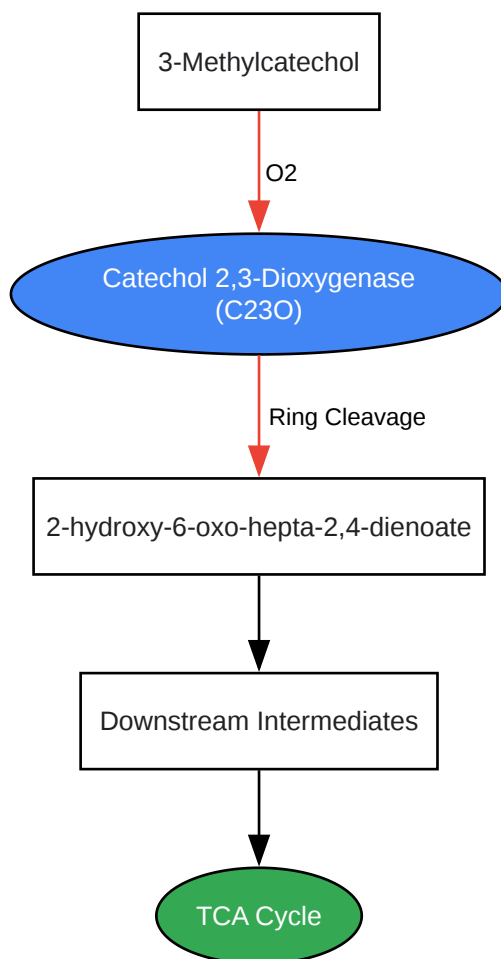 3-Methylcatechol
O2
Catechol 2,3-Dioxygenase
(C23O)
Ring Cleavage
2-hydroxy-6-oxo-hepta-2,4-dienoate
Downstream Intermediates
TCA Cycle